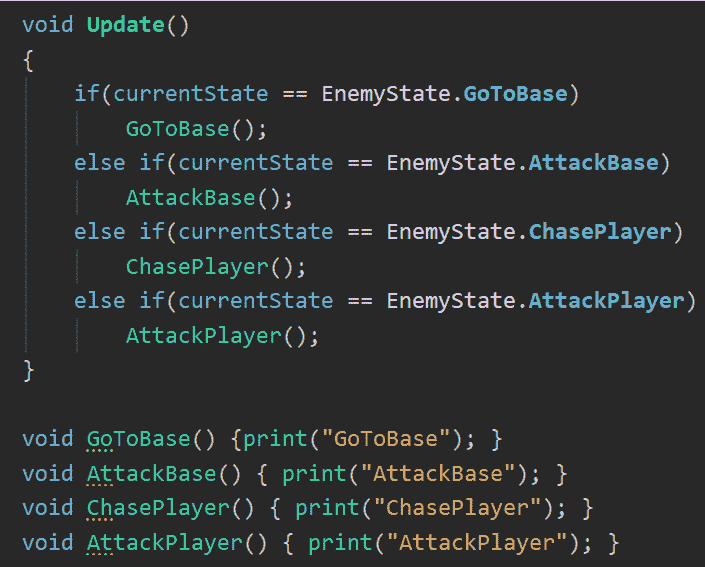 void Update()
{
if(currentState == EnemyState.GoToBase)
GoToBase();
else if(currentState == EnemyState.AttackBase)
AttackBase();
else if(currentState == EnemyState.ChasePlayer)
ChasePlayer();
else if(currentState == EnemyState.AttackPlayer)
AttackPlayer();
}
void GoToBase() {print("GoToBase"); }
void AttackBase() { print("AttackBase"); }
void ChasePlayer() { print("ChasePlayer"); }
void AttackPlayer() { print("AttackPlayer"); }